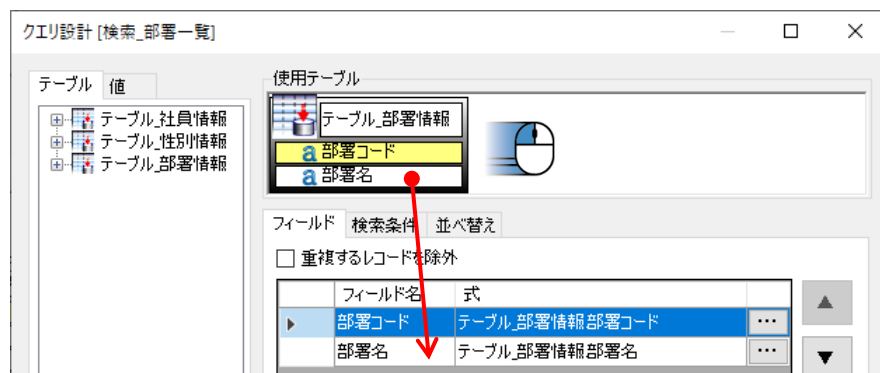 クエリ設計 [検索_部署一覧]
テーブル 値
テーブル_社員情報
テーブル_性別情報
テーブル_部署情報
使用テーブル
テーブル_部署情報
a 部署コード
a 部署名
フィールド 検索条件 並べ替え
重複するレコードを除外
フィールド名 式
部署コード テーブル_部署情報.部署コード ...
部署名 テーブル_部署情報.部署名 ...